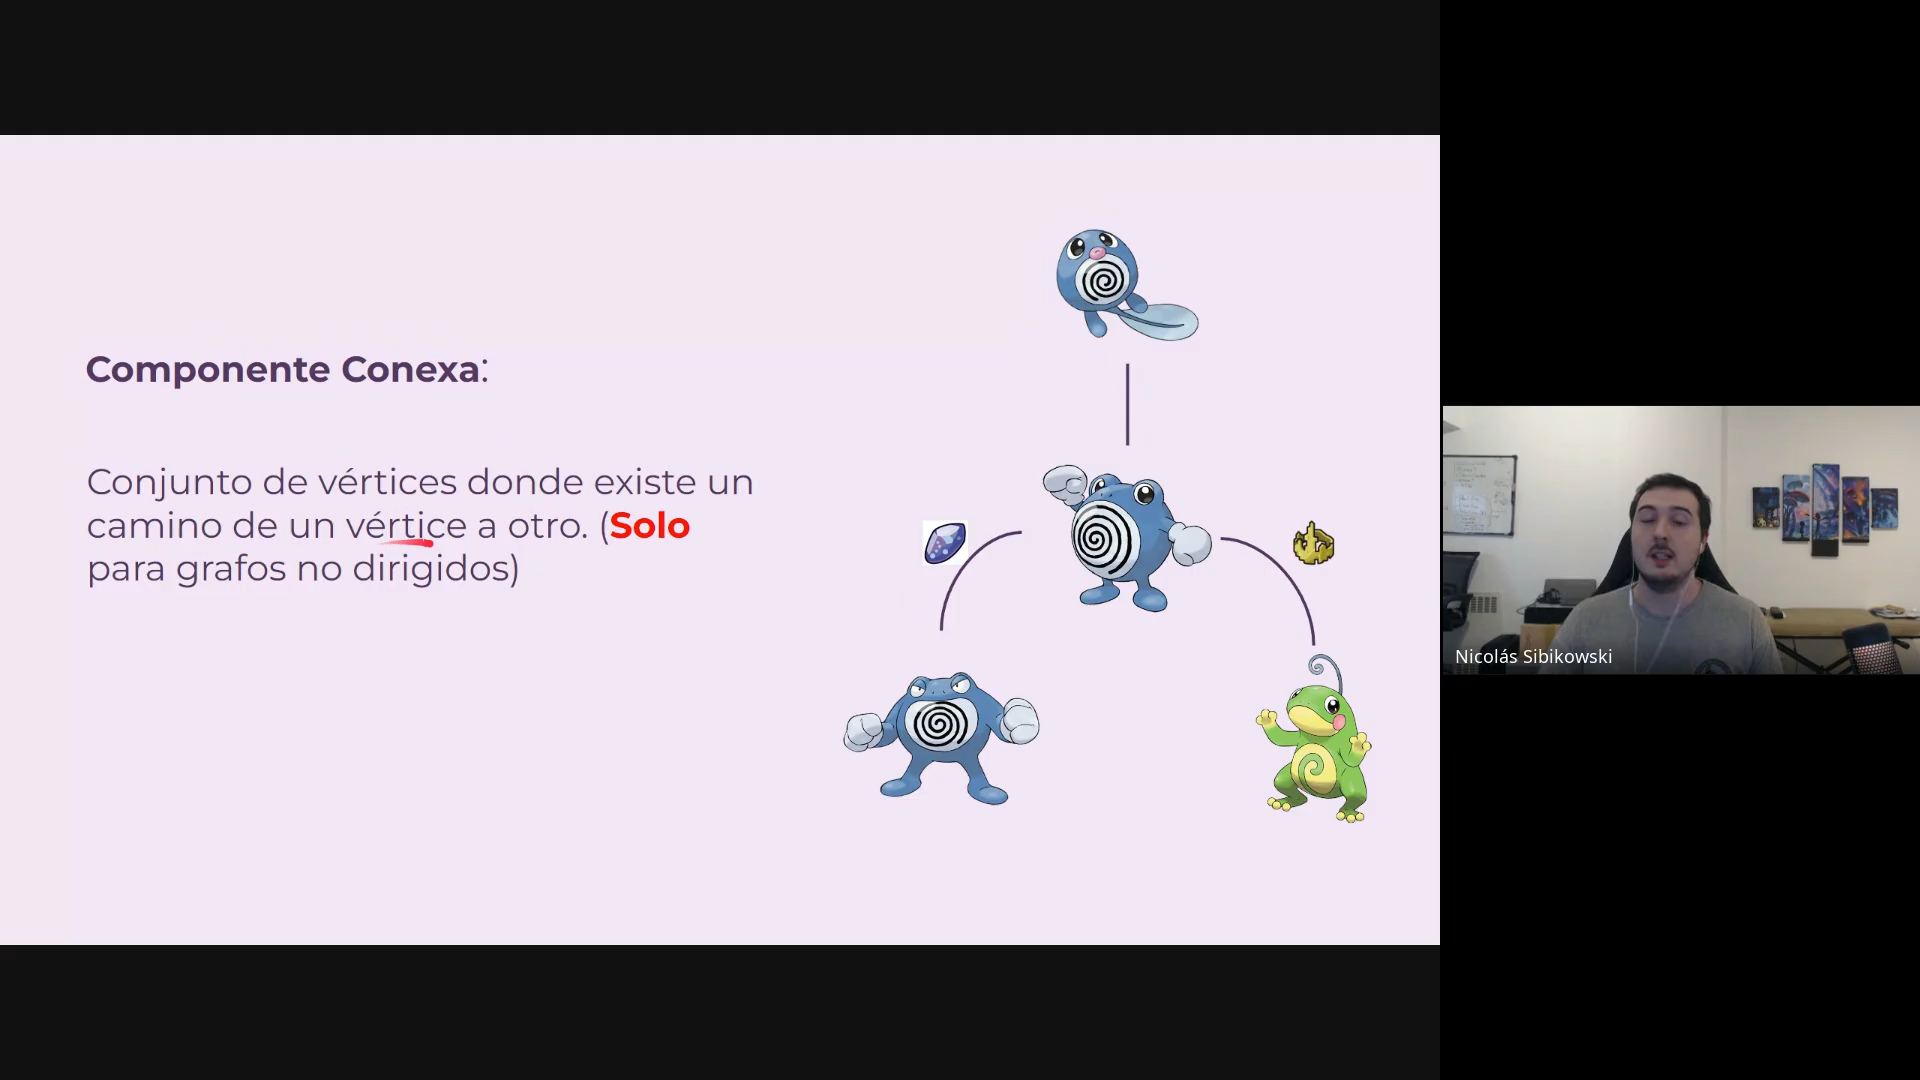 Componente Conexa:
Conjunto de vértices donde existe un
camino de un vértice a otro. (Solo
para grafos no dirigidos)
Nicolás Sibikowski